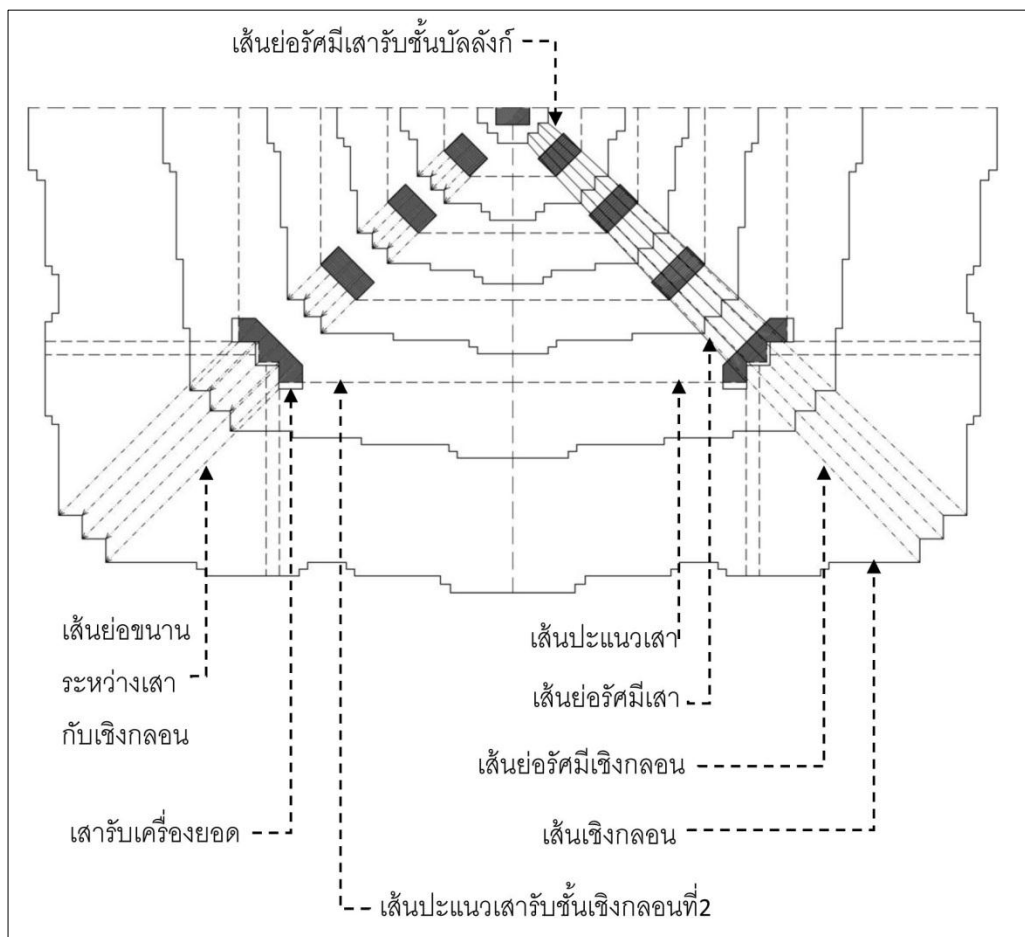 เส้นย่อรัศมีเสารับชั้นบัลลังก์
เส้นย่อขนาน
ระหว่างเสา
กับเชิงกลอน
เส้นปะแนวเสา
เส้นย่อรัศมีเสา
เส้นย่อรัศมีเชิงกลอน
เสารับเครื่องยอด
เส้นเชิงกลอน
เส้นปะแนวเสารับชั้นเชิงกลอนที่2